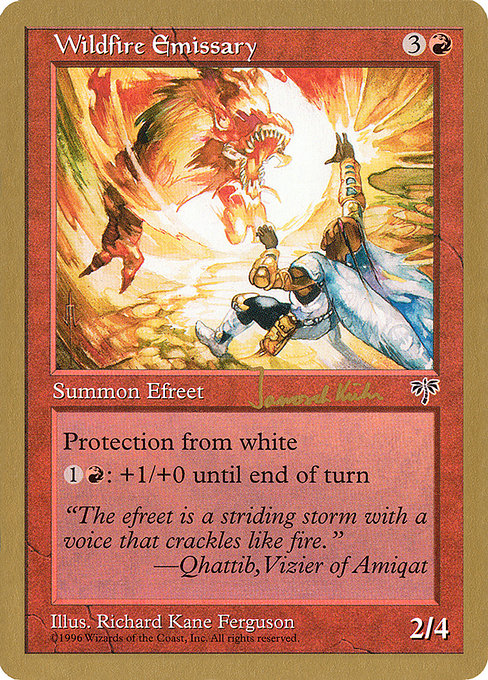 Wildfire Emissary 3
Summon Efreet
Janosch Kühn
Protection from white
1 : +1/+0 until end of turn
“The efreet is a striding storm with a
voice that crackles like fire.”
—Qhattib, Vizier of Amiqat
Illus. Richard Kane Ferguson
©1996 Wizards of the Coast, Inc. All rights reserved.
2/4